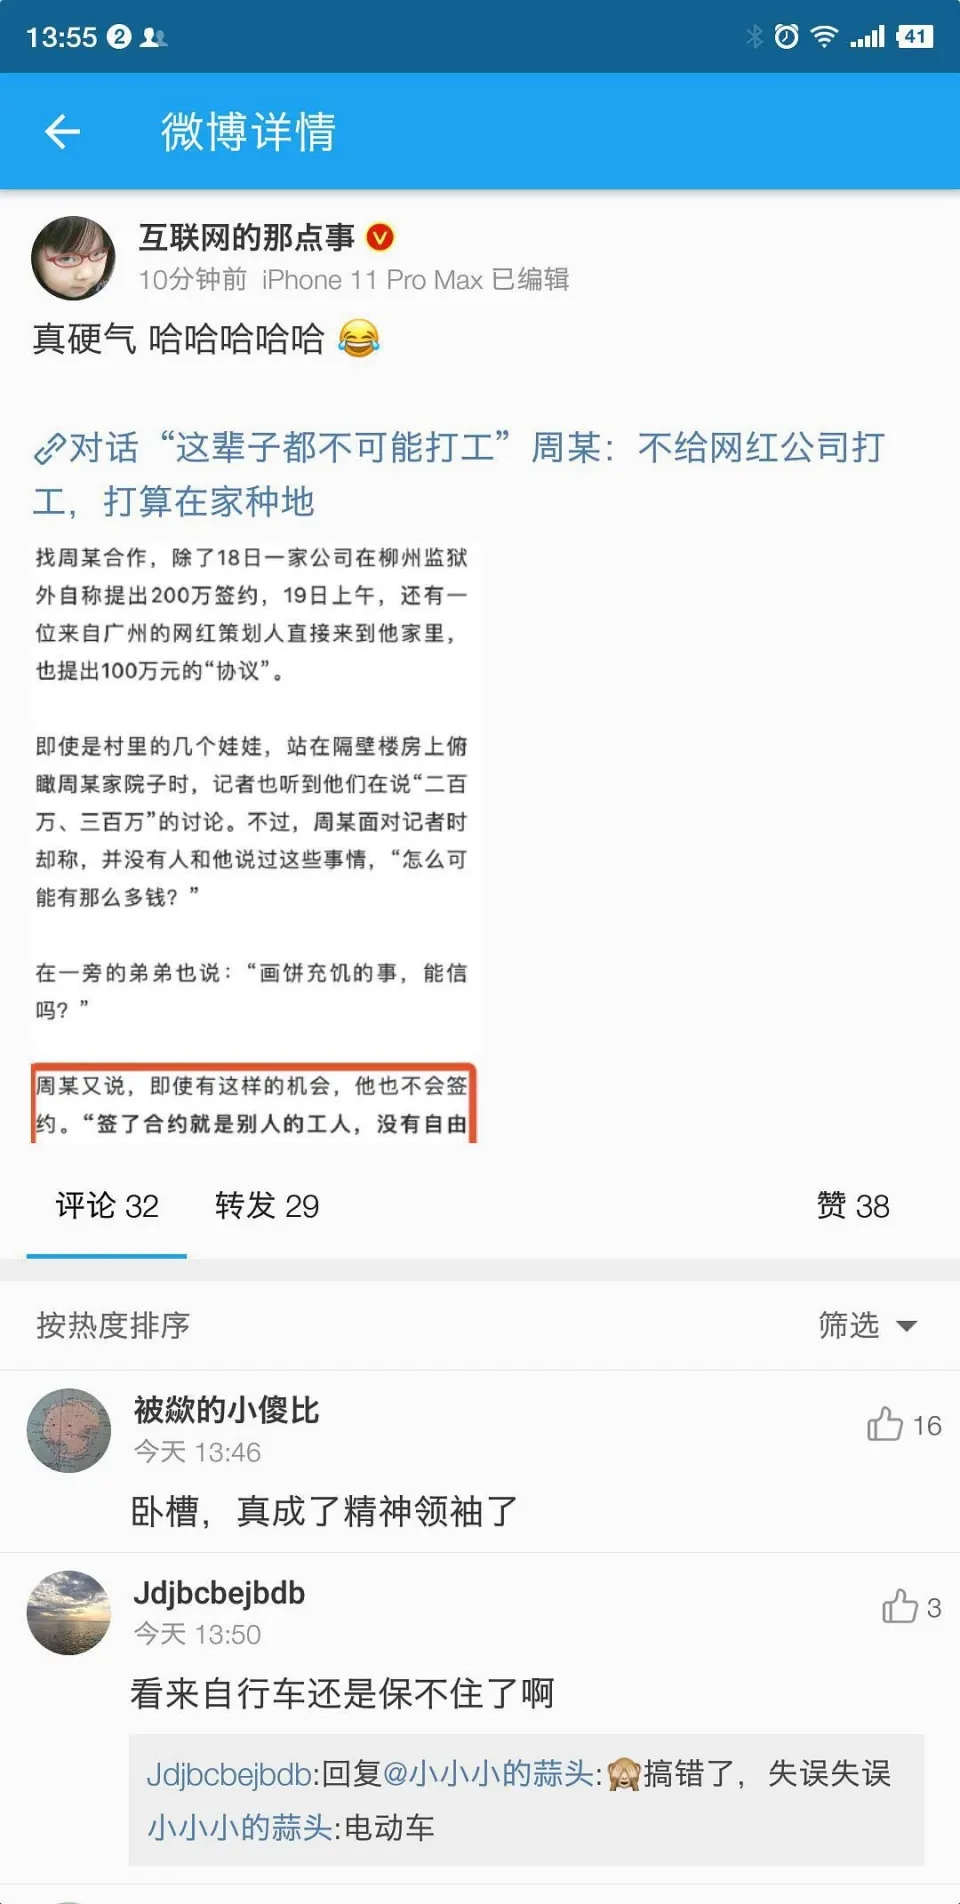 13:55 2 41
微博详情
互联网的那点事
10分钟前 iPhone 11 Pro Max 已编辑
真硬气 哈哈哈哈哈 😂
对话“这辈子都不可能打工”周某：不给网红公司打
工，打算在家种地
找周某合作，除了18日一家公司在柳州监狱
外自称提出200万签约，19日上午，还有一
位来自广州的网红策划人直接来到他家里，
也提出100万元的“协议”。
即使是村里的几个娃娃，站在隔壁楼房上俯
瞰周某家院子时，记者也听到他们在说“二百
万、三百万”的讨论。不过，周某面对记者时
却称，并没有人和他说过这些事情，“怎么可
能有那么多钱？”
在一旁的弟弟也说：“画饼充饥的事，能信
吗？”
周某又说，即使有这样的机会，他也不会签
约。“签了合约就是别人的工人，没有自由
评论 32 转发 29 赞 38
按热度排序 筛选
被歘的小傻比
今天 13:46 16
卧槽，真成了精神领袖了
Jdjbcbejbdb
今天 13:50 3
看来自行车还是保不住了啊
Jdjbcbejbdb:回复@小小小的蒜头:🙈搞错了，失误失误
小小小的蒜头:电动车